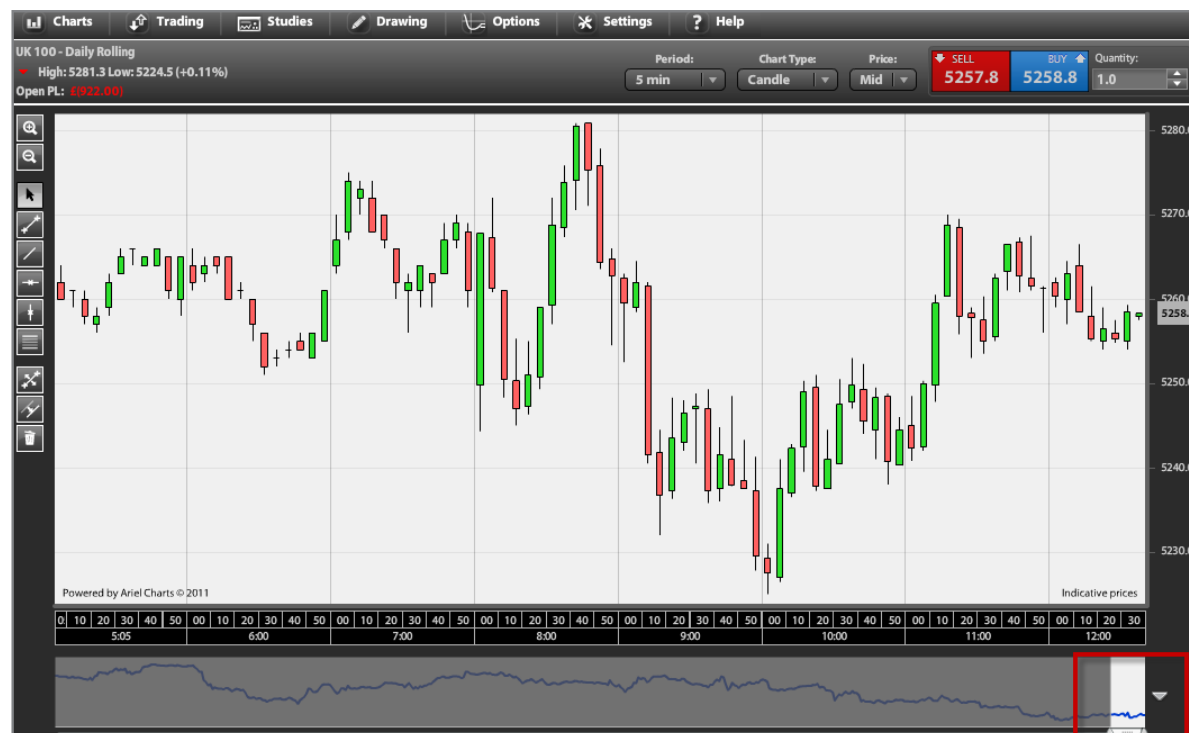 Charts Trading Studies Drawing Options Settings ? Help
UK 100 - Daily Rolling
High: 5281.3 Low: 5224.5 (+0.11%)
Open PL: £(922.00)
Period: Chart Type: Price: SELL BUY Quantity:
5 min Candle Mid 5257.8 5258.8 1.0
5280.0
5270.0
5260.0
5258.
5250.0
5240.0
5230.0
Powered by Ariel Charts © 2011 Indicative prices
0 10 20 30 40 50 00 10 20 30 40 50 00 10 20 30 40 50 00 10 20 30 40 50 00 10 20 30 40 50 00 10 20 30 40 50 00 10 20 30 40 50 00 10 20 30
5:05 6:00 7:00 8:00 9:00 10:00 11:00 12:00